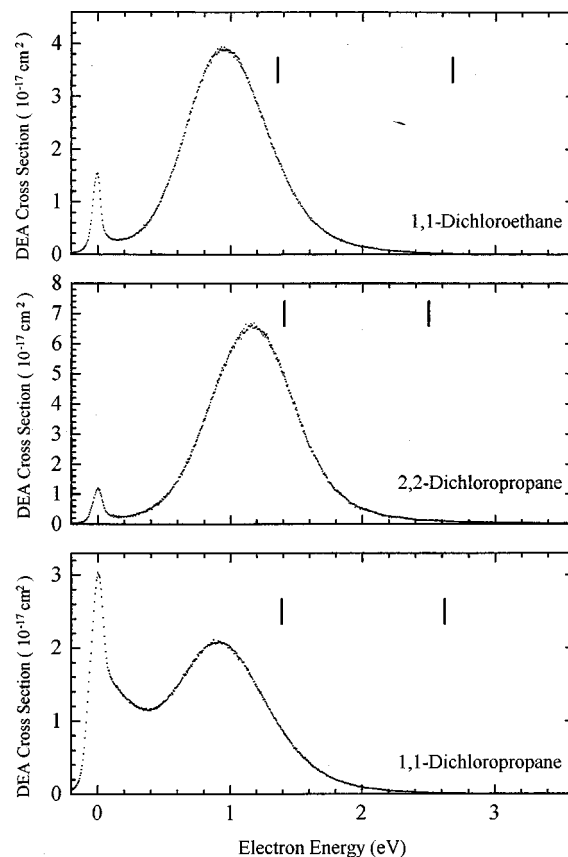 DEA Cross Section ( 10⁻¹⁷ cm²)
4
3
2
1
0
1,1-Dichloroethane
DEA Cross Section ( 10⁻¹⁷ cm²)
8
7
6
5
4
3
2
1
0
2,2-Dichloropropane
DEA Cross Section ( 10⁻¹⁷ cm²)
3
2
1
0
1,1-Dichloropropane
0 1 2 3
Electron Energy (eV)